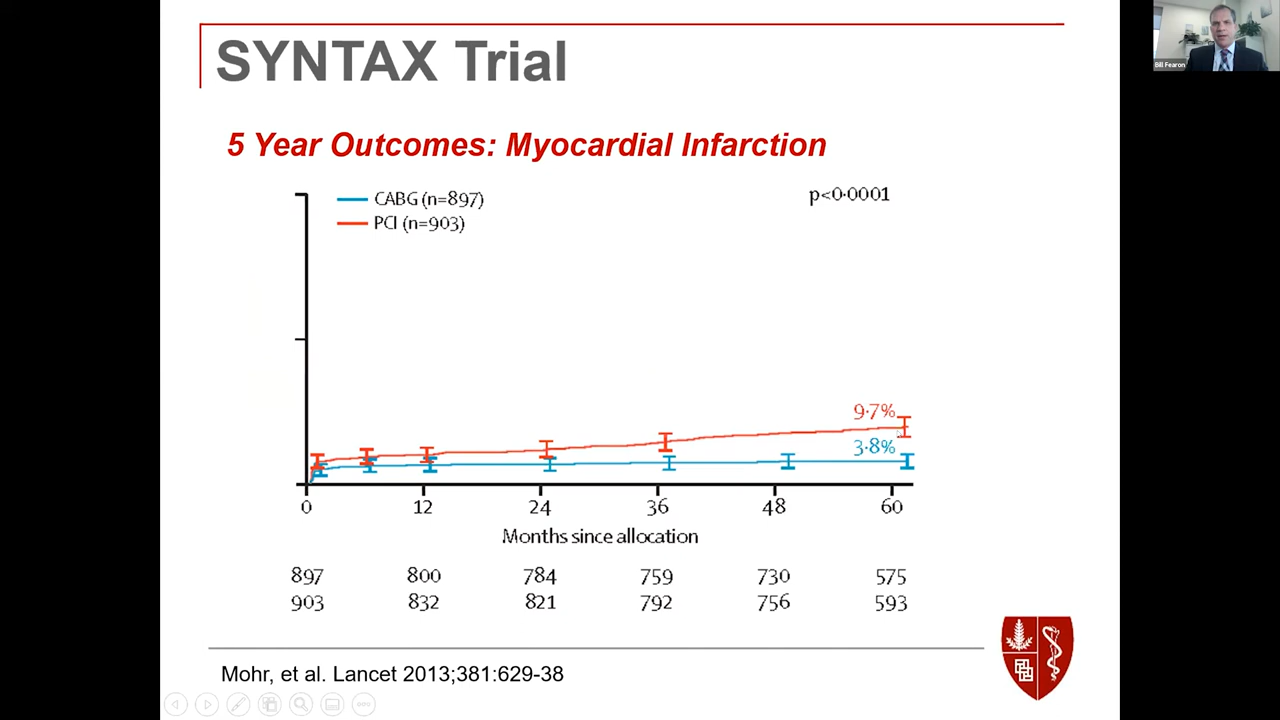 SYNTAX Trial
Bill Fearon
5 Year Outcomes: Myocardial Infarction
CABG (n=897)
PCI (n=903)
p<0·0001
9·7%
3·8%
0 12 24 36 48 60
Months since allocation
897 800 784 759 730 575
903 832 821 792 756 593
Mohr, et al. Lancet 2013;381:629-38